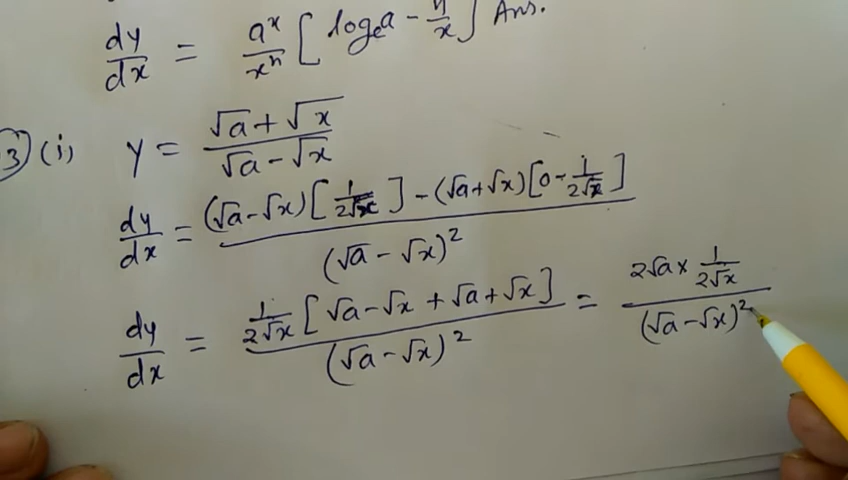 dy/dx = a^x/x^n [log_e a - n/x] Ans.
3 (i) y = (√a + √x)/(√a - √x)
dy/dx = ((√a - √x)[1/(2√x)] - (√a + √x)[0 - 1/(2√x)])/(√a - √x)^2
dy/dx = (1/(2√x) [√a - √x + √a + √x])/(√a - √x)^2 = (2√a × 1/(2√x))/(√a - √x)^2